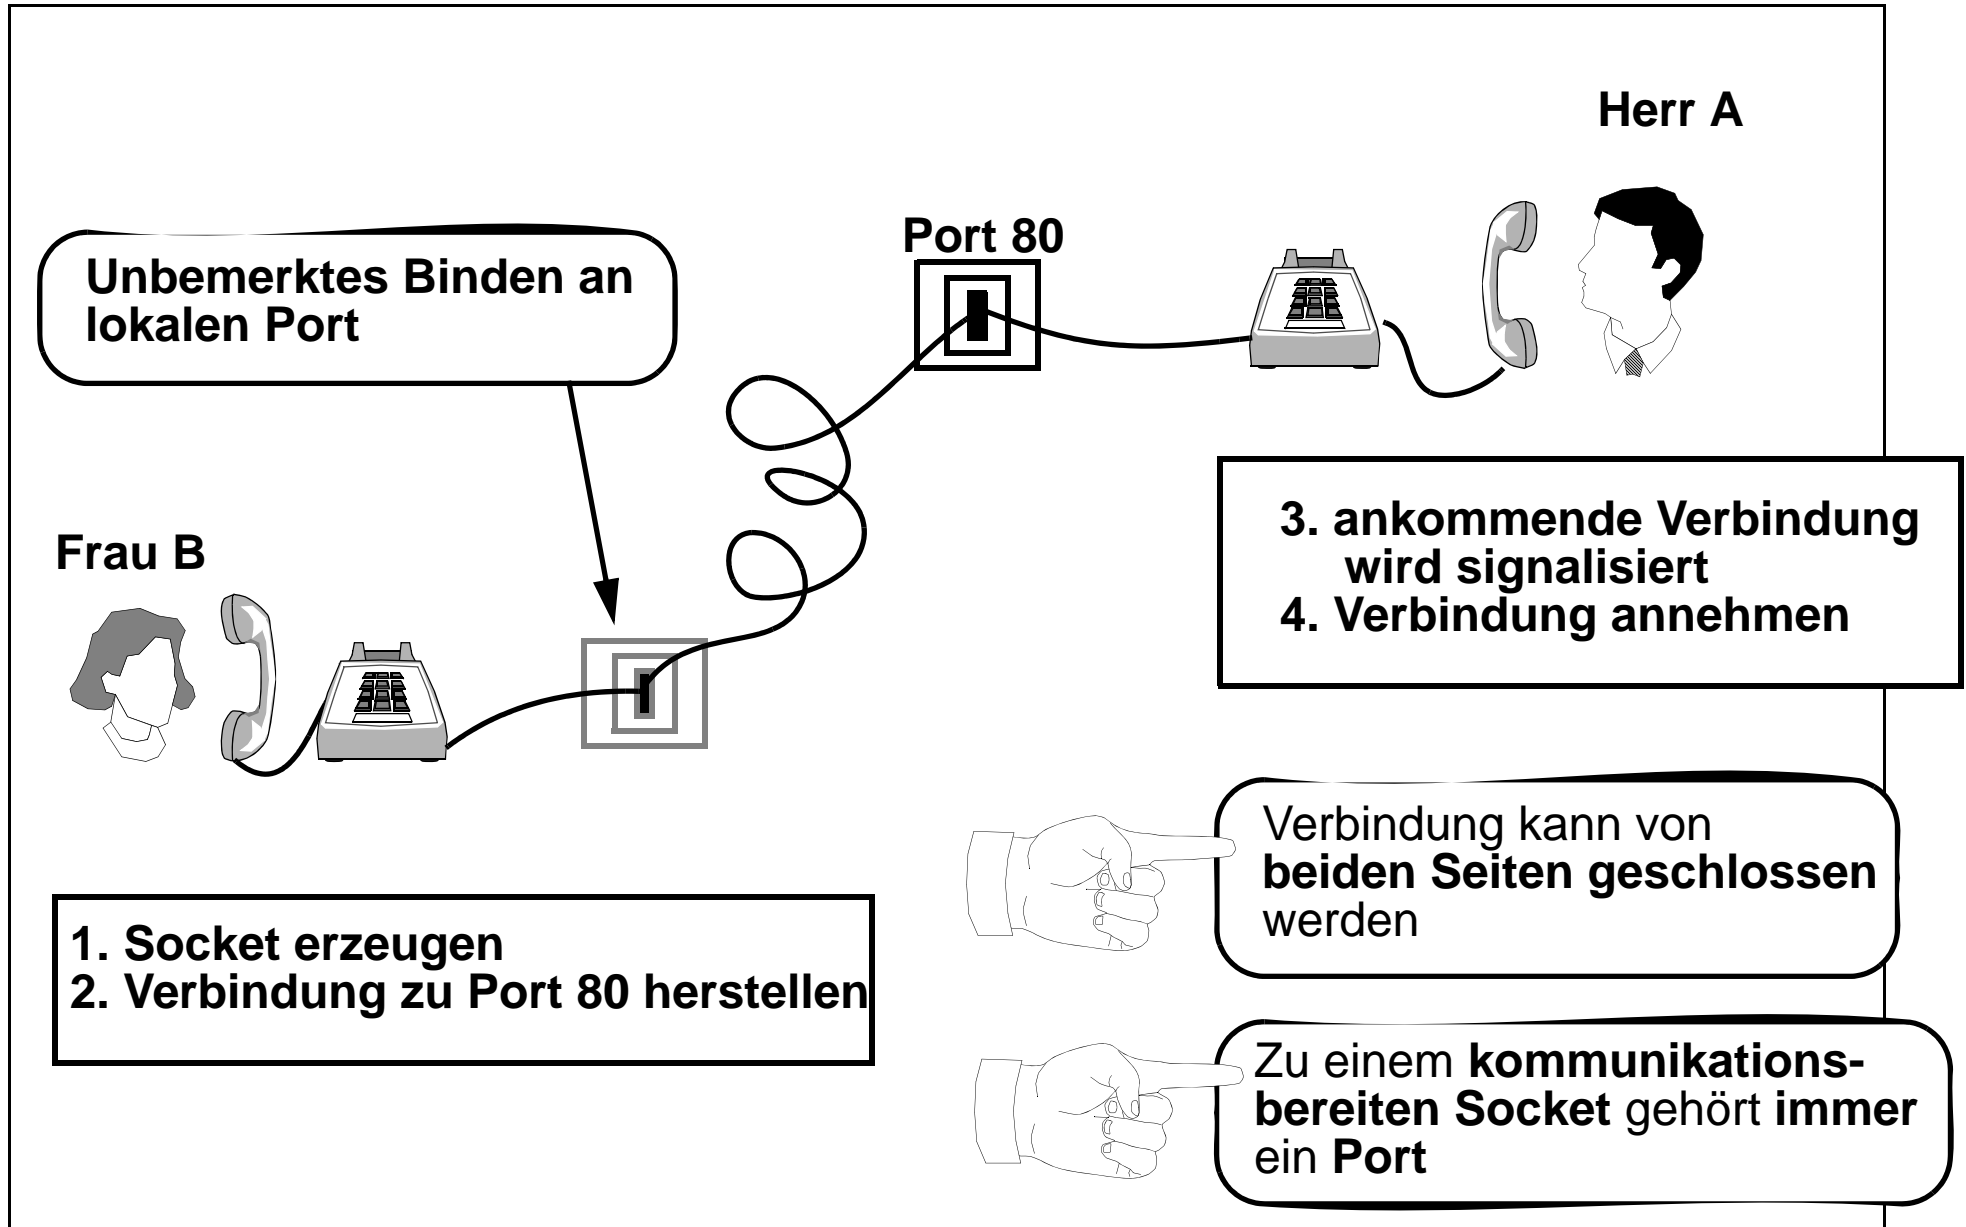 Herr A
Port 80
Unbemerktes Binden an
lokalen Port
Frau B
3. ankommende Verbindung
wird signalisiert
4. Verbindung annehmen
Verbindung kann von
beiden Seiten geschlossen
werden
1. Socket erzeugen
2. Verbindung zu Port 80 herstellen
Zu einem kommunikations-
bereiten Socket gehört immer
ein Port